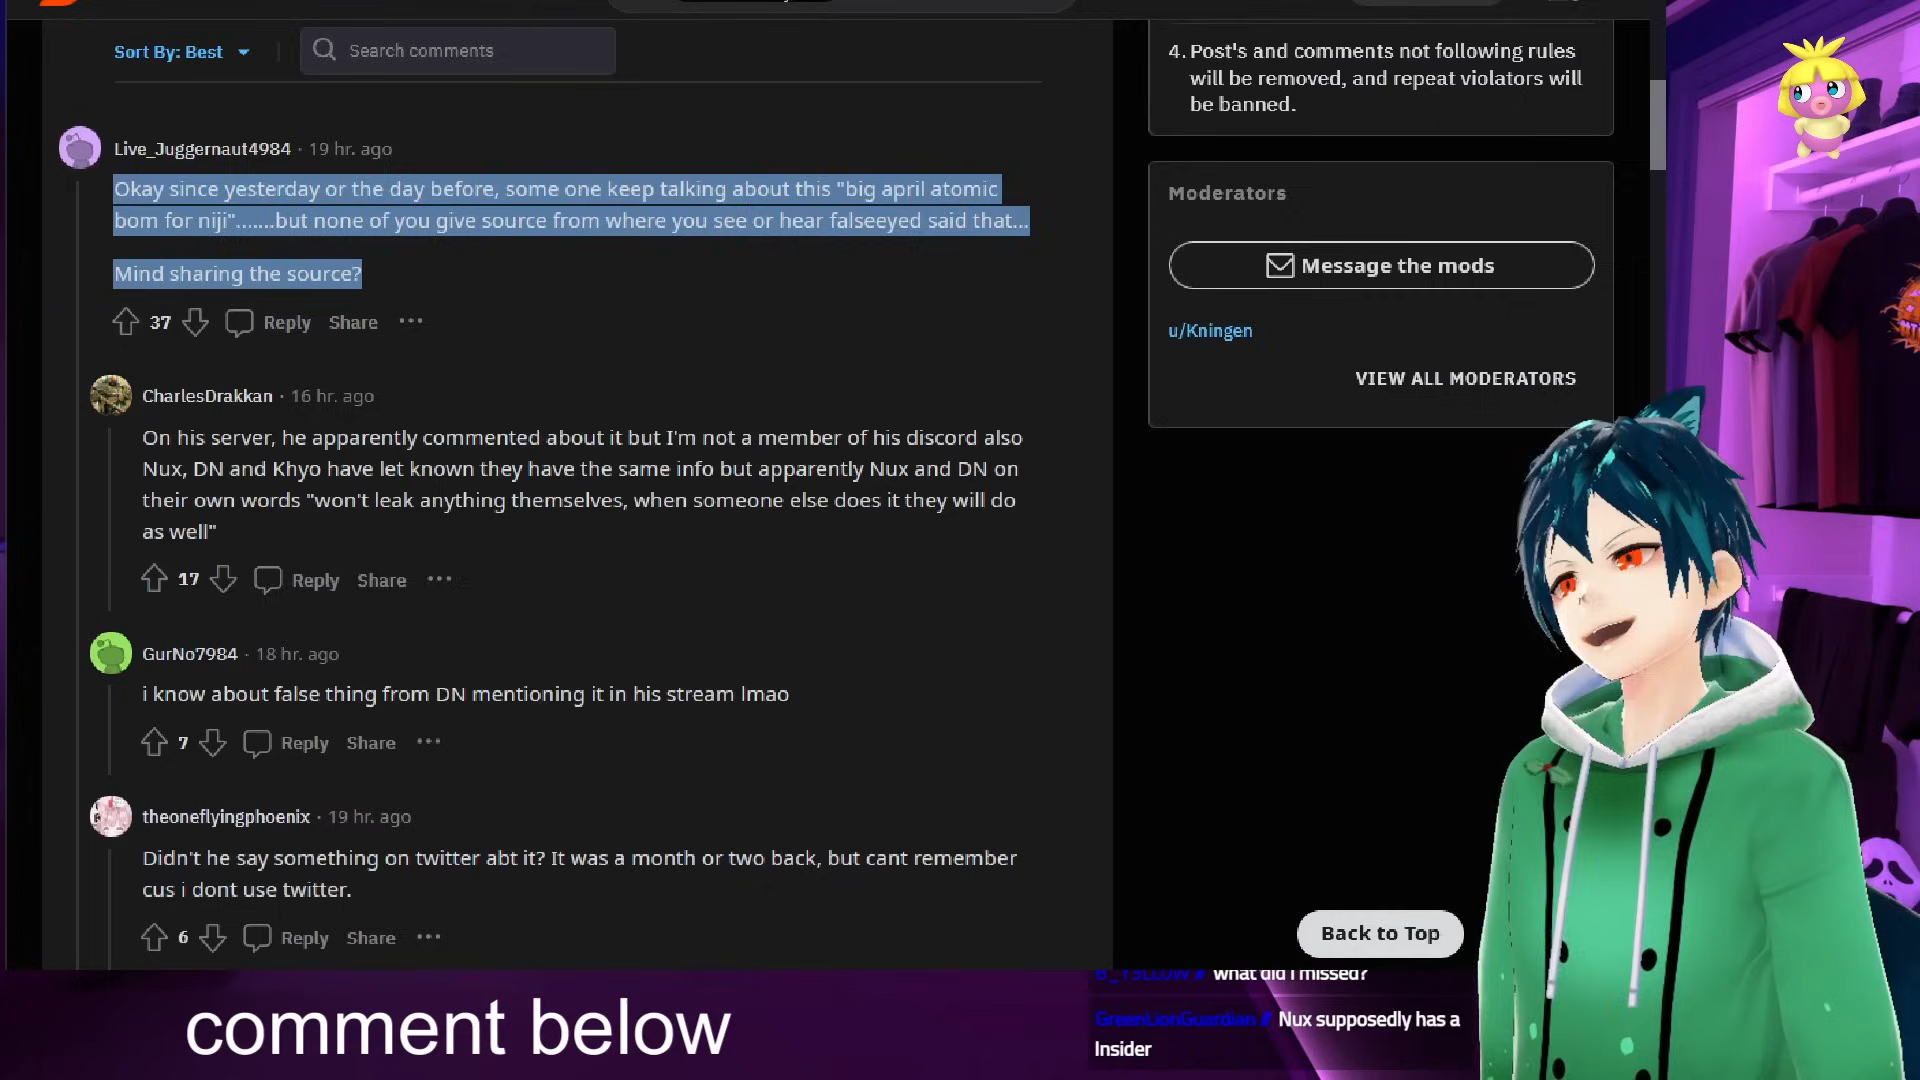 Sort By: Best
Search comments
Live_Juggernaut4984 · 19 hr. ago
Okay since yesterday or the day before, some one keep talking about this "big april atomic
bom for niji".......but none of you give source from where you see or hear falseeyed said that...
Mind sharing the source?
37 Reply Share ...
CharlesDrakkan · 16 hr. ago
On his server, he apparently commented about it but I'm not a member of his discord also
Nux, DN and Khyo have let known they have the same info but apparently Nux and DN on
their own words "won't leak anything themselves, when someone else does it they will do
as well"
17 Reply Share ...
GurNo7984 · 18 hr. ago
i know about false thing from DN mentioning it in his stream lmao
7 Reply Share ...
theoneflyingphoenix · 19 hr. ago
Didn't he say something on twitter abt it? It was a month or two back, but cant remember
cus i dont use twitter.
6 Reply Share ...
4. Post's and comments not following rules
will be removed, and repeat violators will
be banned.
Moderators
Message the mods
u/Kningen
VIEW ALL MODERATORS
Back to Top
comment below
what did i missed?
GreenLionGuardian # Nux supposedly has a
Insider